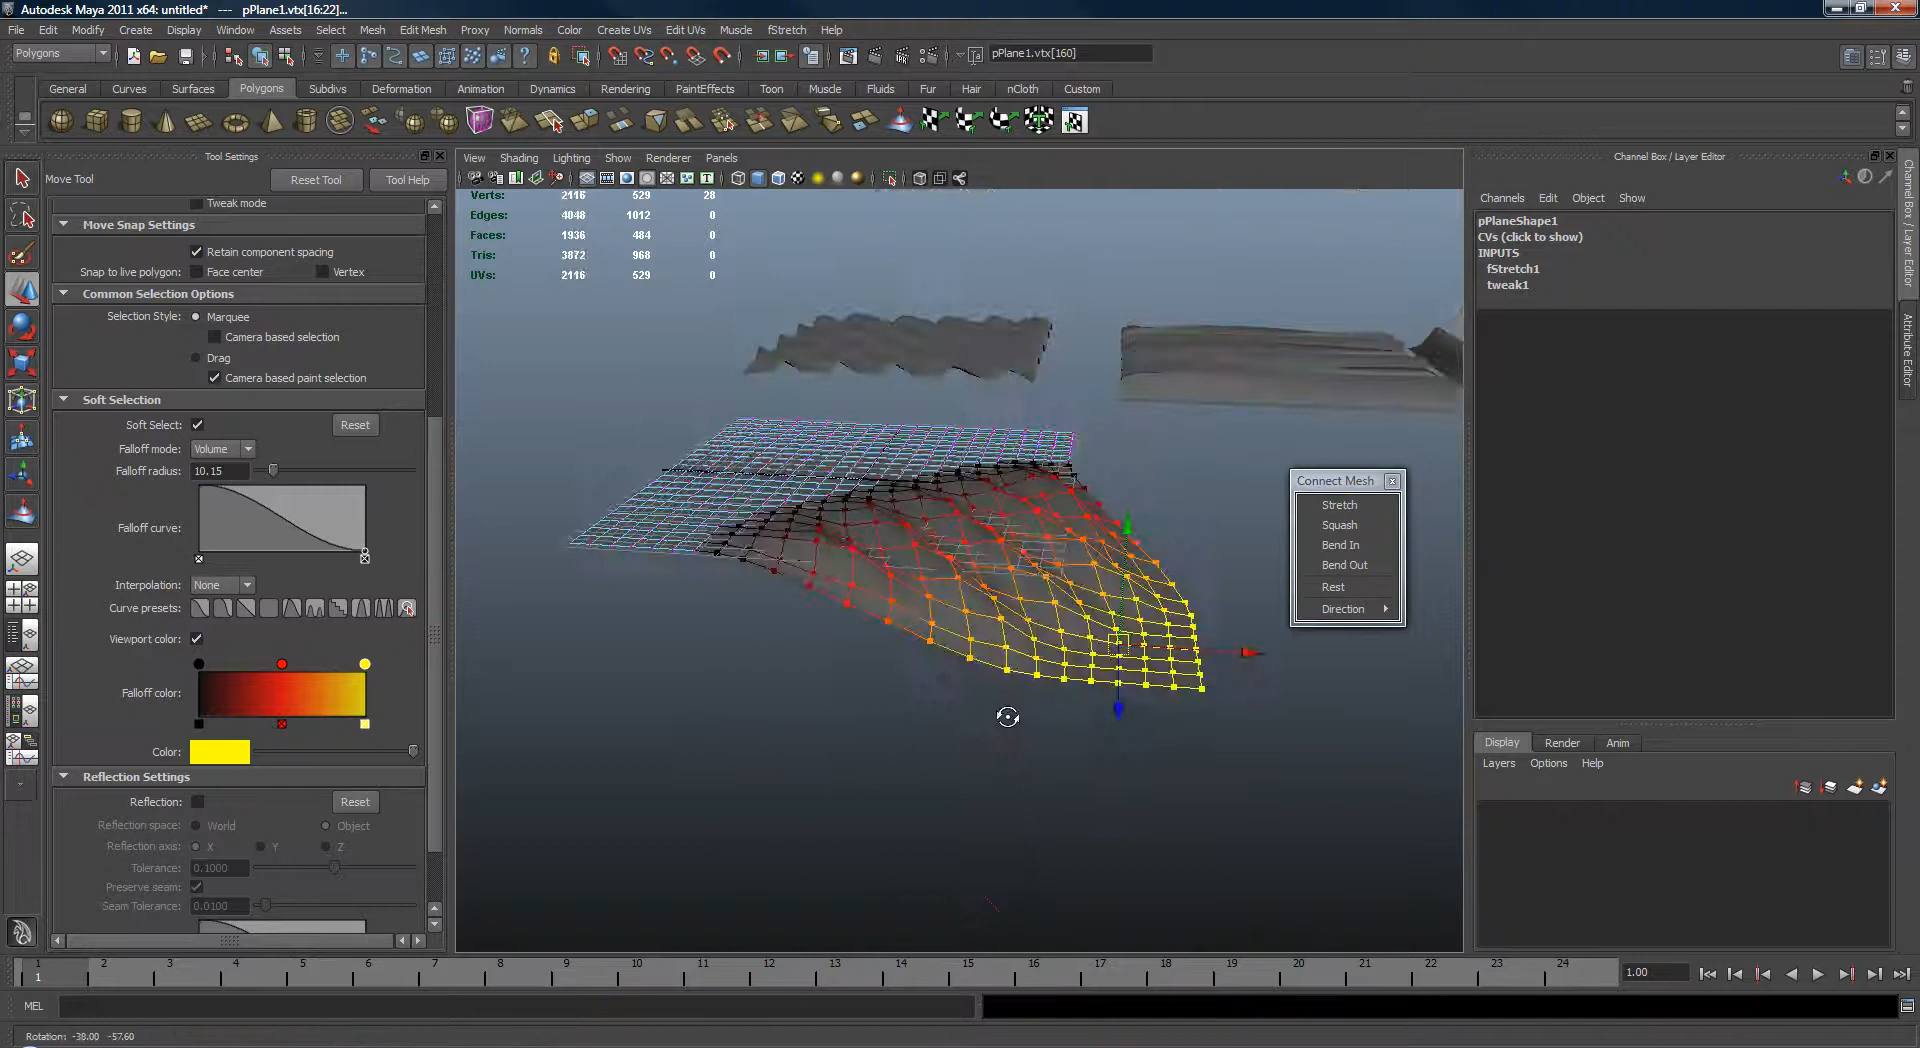 Autodesk Maya 2011 x64: untitled*   ---   pPlane1.vtx[16:22]...
File Edit Modify Create Display Window Assets Select Mesh Edit Mesh Proxy Normals Color Create UVs Edit UVs Muscle fStretch Help
Polygons
pPlane1.vtx[160]
General Curves Surfaces Polygons Subdivs Deformation Animation Dynamics Rendering PaintEffects Toon Muscle Fluids Fur Hair nCloth Custom
Tool Settings
Move Tool
Reset Tool
Tool Help
Tweak mode
Move Snap Settings
Retain component spacing
Snap to live polygon: Face center Vertex
Common Selection Options
Selection Style: Marquee
Camera based selection
Drag
Camera based paint selection
Soft Selection
Soft Select: Reset
Falloff mode: Volume
Falloff radius: 10.15
Falloff curve:
Interpolation: None
Curve presets:
Viewport color:
Falloff color:
Color:
Reflection Settings
Reflection: Reset
Reflection space: World Object
Reflection axis: X Y Z
Tolerance: 0.1000
Preserve seam:
Seam Tolerance: 0.0100
View Shading Lighting Show Renderer Panels
Verts: 2116 529 28
Edges: 4048 1012 0
Faces: 1936 484 0
Tris: 3872 968 0
UVs: 2116 529 0
Connect Mesh
Stretch
Squash
Bend In
Bend Out
Rest
Direction
Channel Box / Layer Editor
Channels Edit Object Show
pPlaneShape1
CVs (click to show)
INPUTS
fStretch1
tweak1
Channel Box / Layer Editor
Attribute Editor
Display Render Anim
Layers Options Help
1 2 3 4 5 6 7 8 9 10 11 12 13 14 15 16 17 18 19 20 21 22 23 24
1
1.00
MEL
Rotation: -38.00 -57.60